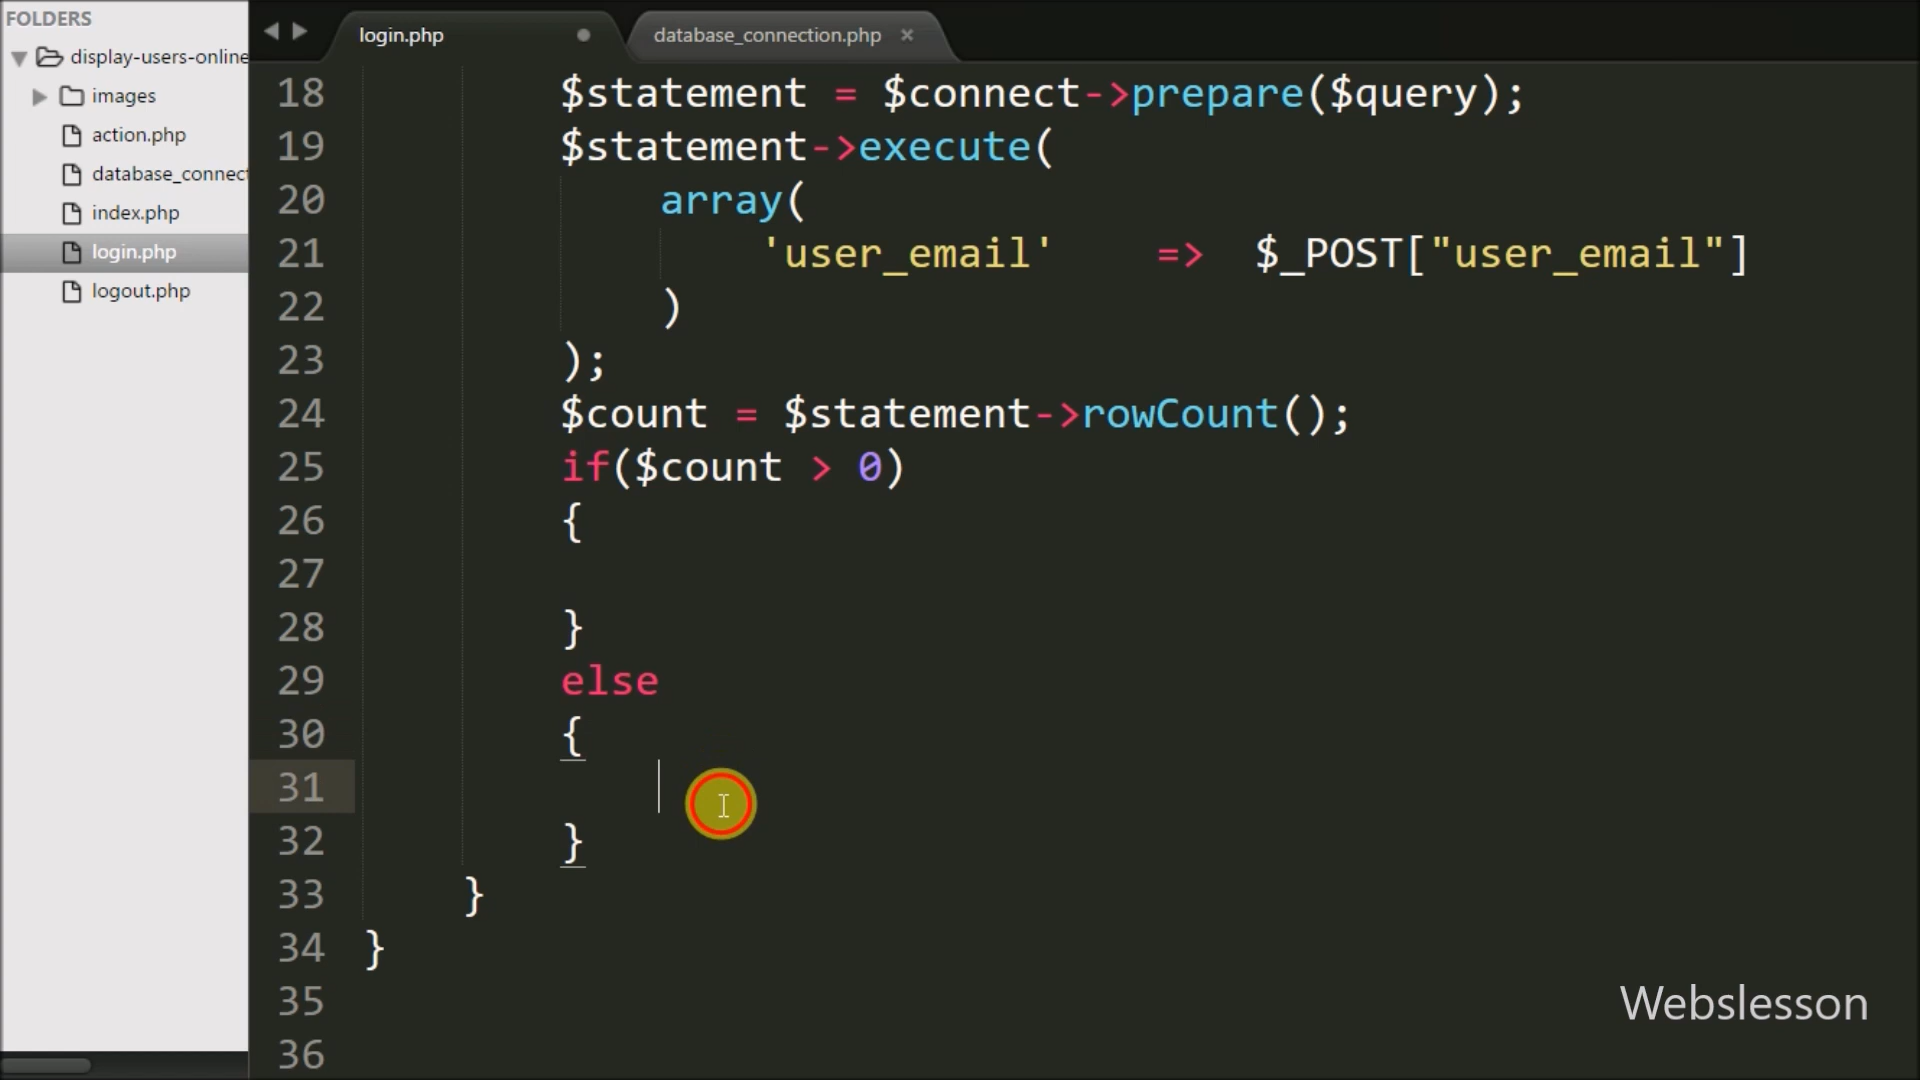 FOLDERS
display-users-online
images
action.php
database_connect
index.php
login.php
logout.php
login.php
database_connection.php
18 $statement = $connect->prepare($query);
19 $statement->execute(
20 array(
21 'user_email' => $_POST["user_email"]
22 )
23 );
24 $count = $statement->rowCount();
25 if($count > 0)
26 {
27
28 }
29 else
30 {
31
32 }
33 }
34 }
35
36
Webslesson